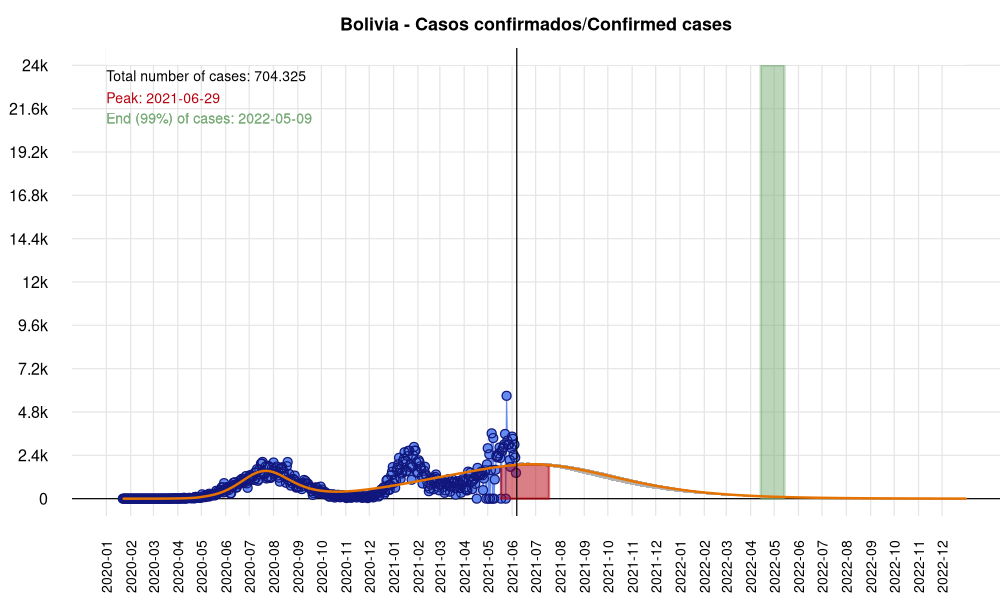 Bolivia - Casos confirmados/Confirmed cases
Total number of cases: 704.325
Peak: 2021-06-29
End (99%) of cases: 2022-05-09
24k
21.6k
19.2k
16.8k
14.4k
12k
9.6k
7.2k
4.8k
2.4k
0
2020-01
2020-02
2020-03
2020-04
2020-05
2020-06
2020-07
2020-08
2020-09
2020-10
2020-11
2020-12
2021-01
2021-02
2021-03
2021-04
2021-05
2021-06
2021-07
2021-08
2021-09
2021-10
2021-11
2021-12
2022-01
2022-02
2022-03
2022-04
2022-05
2022-06
2022-07
2022-08
2022-09
2022-10
2022-11
2022-12